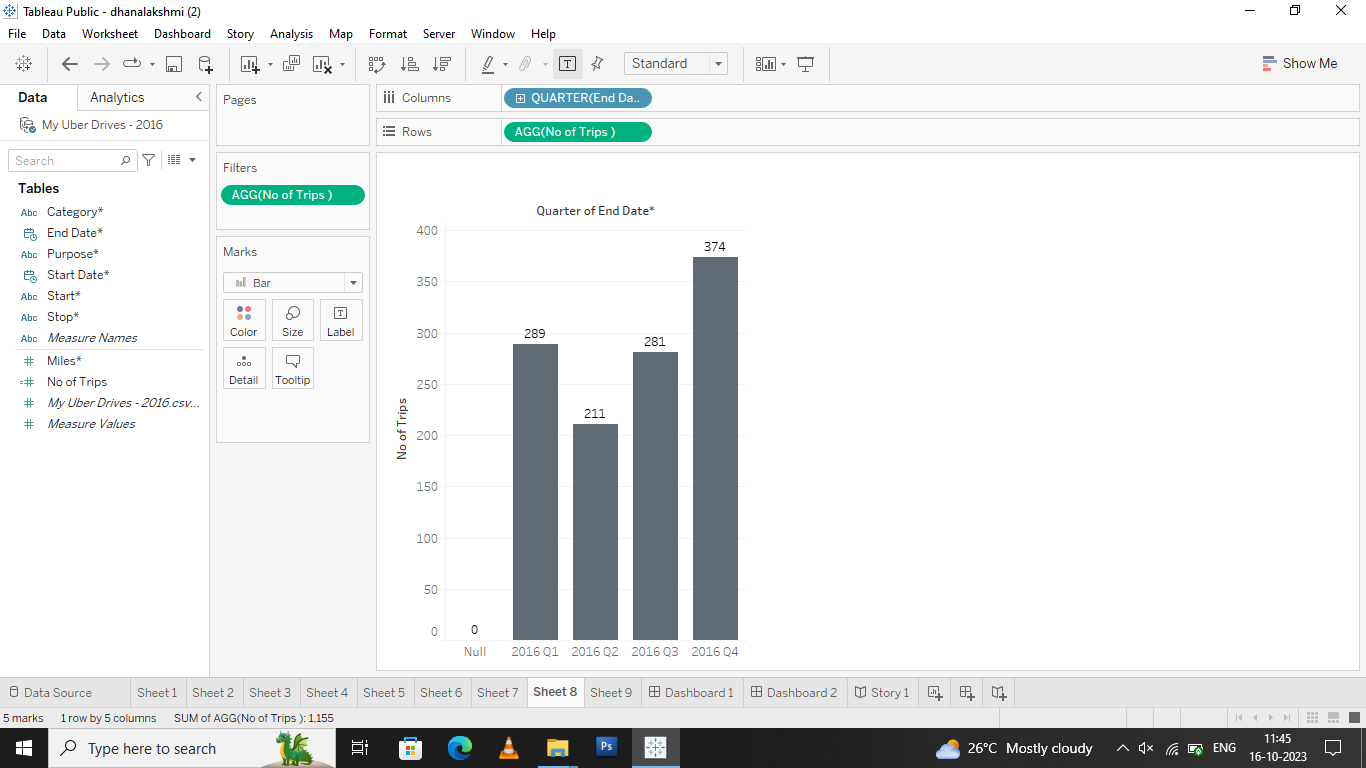 Tableau Public - dhanalakshmi (2)
File Data Worksheet Dashboard Story Analysis Map Format Server Window Help
Standard
Show Me
Data Analytics
My Uber Drives - 2016
Search
Tables
Abc Category*
End Date*
Abc Purpose*
Start Date*
Abc Start*
Abc Stop*
Abc Measure Names
# Miles*
=# No of Trips
# My Uber Drives - 2016.csv...
# Measure Values
Pages
Filters
AGG(No of Trips )
Marks
Bar
Color Size Label
Detail Tooltip
Columns QUARTER(End Da..
Rows AGG(No of Trips )
Quarter of End Date*
400
350
300
250
200
150
100
50
0
No of Trips
0
289
211
281
374
Null 2016 Q1 2016 Q2 2016 Q3 2016 Q4
Data Source Sheet 1 Sheet 2 Sheet 3 Sheet 4 Sheet 5 Sheet 6 Sheet 7 Sheet 8 Sheet 9 Dashboard 1 Dashboard 2 Story 1
5 marks 1 row by 5 columns SUM of AGG(No of Trips ): 1,155
Type here to search
Ps
26°C Mostly cloudy
ENG
11:45
16-10-2023